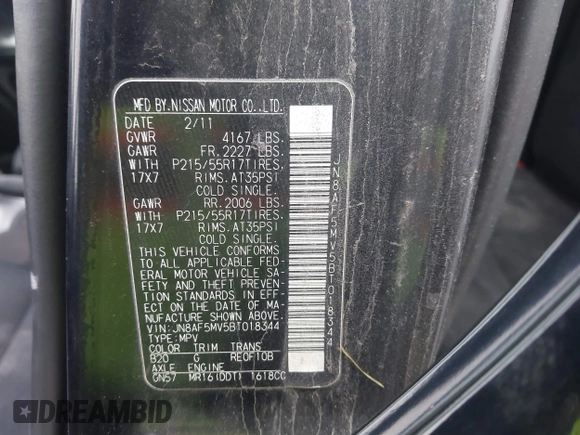 MFD BY.NISSAN MOTOR CO.,LTD.
DATE 2/11
GVWR 4167 LBS.
GAWR FR.2227 LBS.
WITH P215/55R17TIRES.
17X7 RIMS.AT35PSI
COLD SINGLE.
GAWR RR.2006 LBS.
WITH P215/55R17TIRES.
17X7 RIMS.AT35PSI
COLD SINGLE.
THIS VEHICLE CONFORMS
TO ALL APPLICABLE FED-
ERAL MOTOR VEHICLE SA-
FETY AND THEFT PREVENTION
STANDARDS IN EFF-
ECT ON THE DATE OF MA-
NUFACTURE SHOWN ABOVE.
VIN:JN8AF5MV5BT018344
TYPE:MPV
COLOR TRIM TRANS
B20 G RE0F10B
AXLE ENGINE
GN57 MR16(DDT) 1618CC
JN8AF5MV5BT018344
DREAMBID